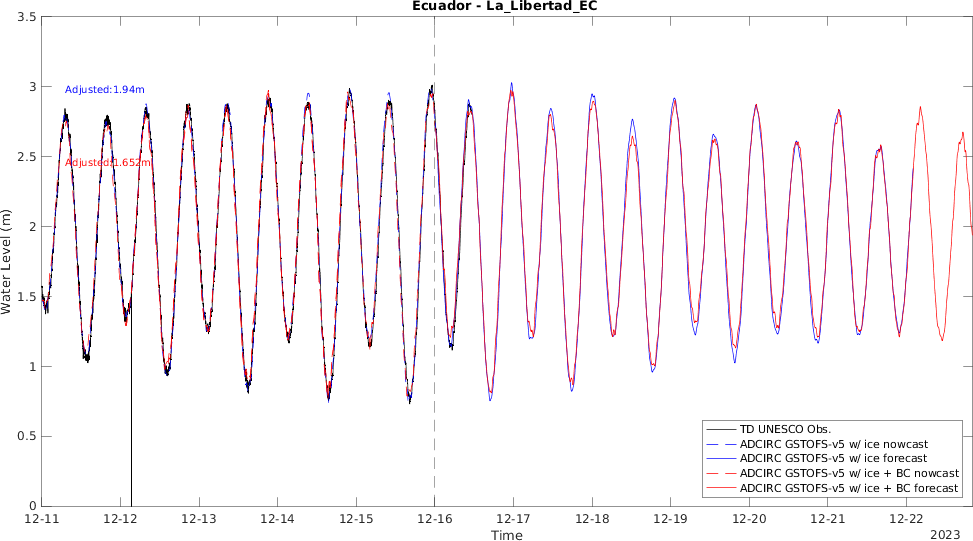 Ecuador - La_Libertad_EC
3.5
3
2.5
2
1.5
1
0.5
0
Water Level (m)
Adjusted:1.94m
Adjusted:1.652m
TD UNESCO Obs.
ADCIRC GSTOFS-v5 w/ ice nowcast
ADCIRC GSTOFS-v5 w/ ice forecast
ADCIRC GSTOFS-v5 w/ ice + BC nowcast
ADCIRC GSTOFS-v5 w/ ice + BC forecast
12-11 12-12 12-13 12-14 12-15 12-16 12-17 12-18 12-19 12-20 12-21 12-22
Time
2023